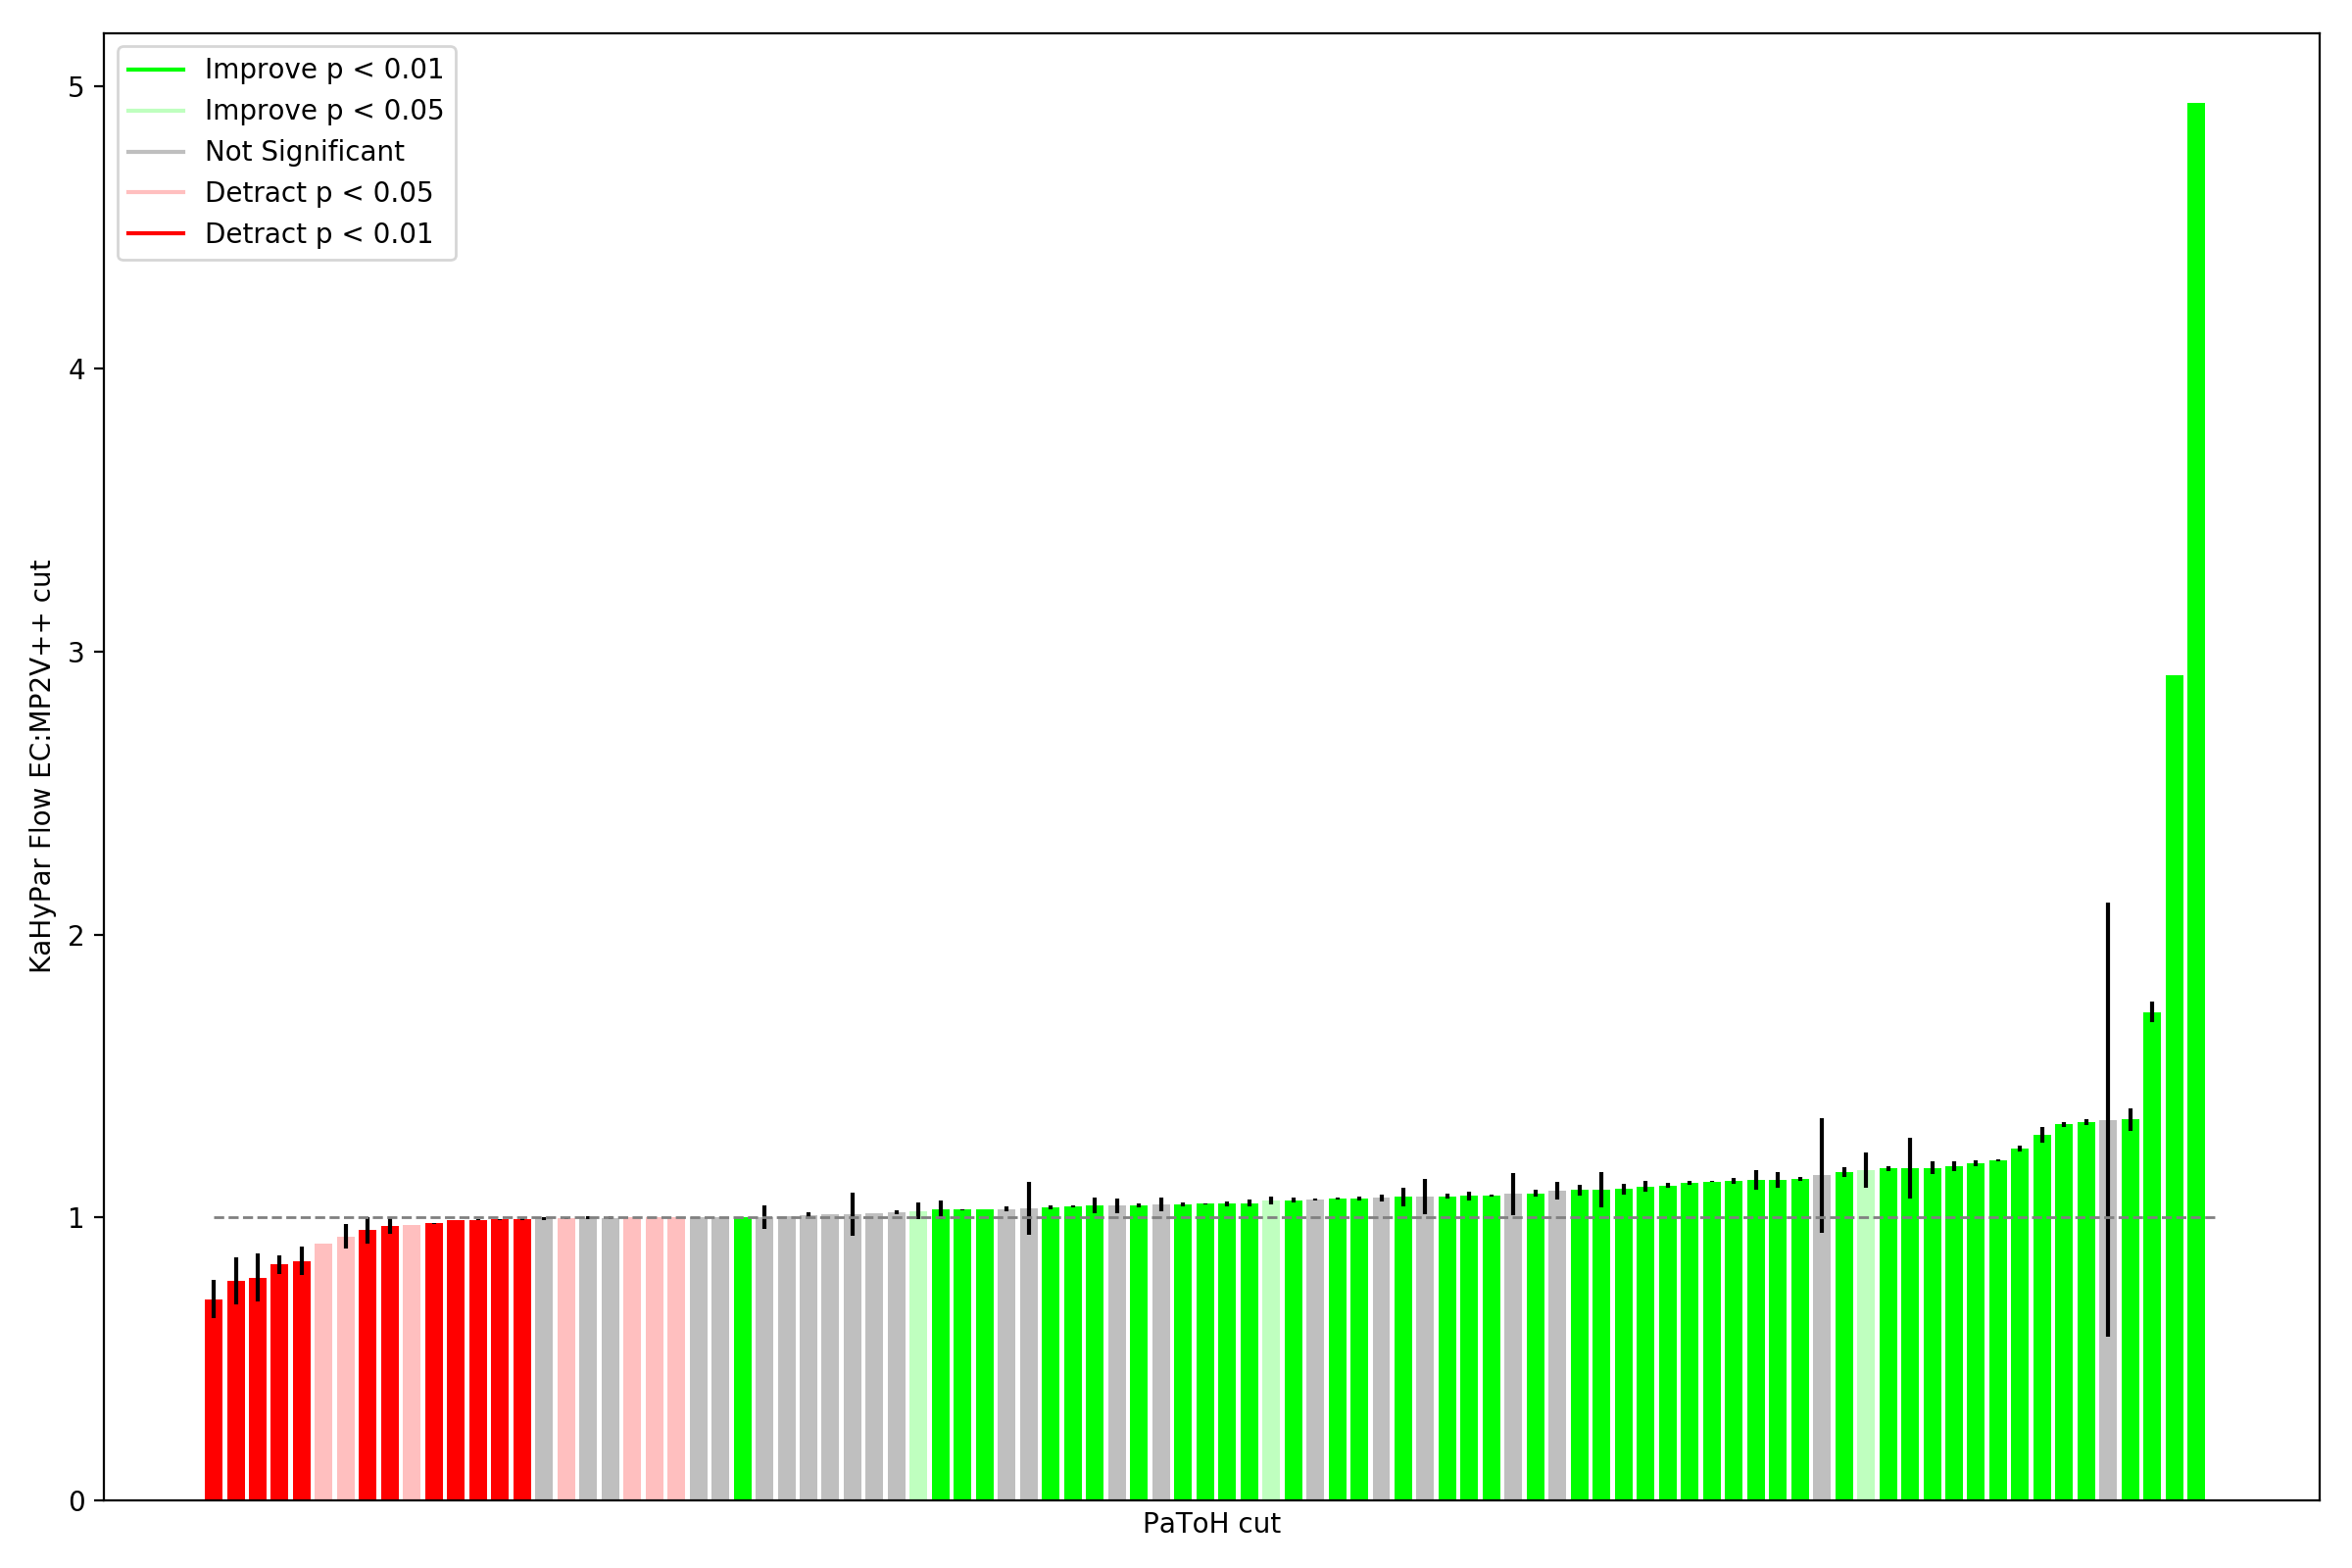 Improve p < 0.01
Improve p < 0.05
Not Significant
Detract p < 0.05
Detract p < 0.01
5
4
3
2
1
0
KaHyPar Flow EC:MP2V++ cut
PaToH cut